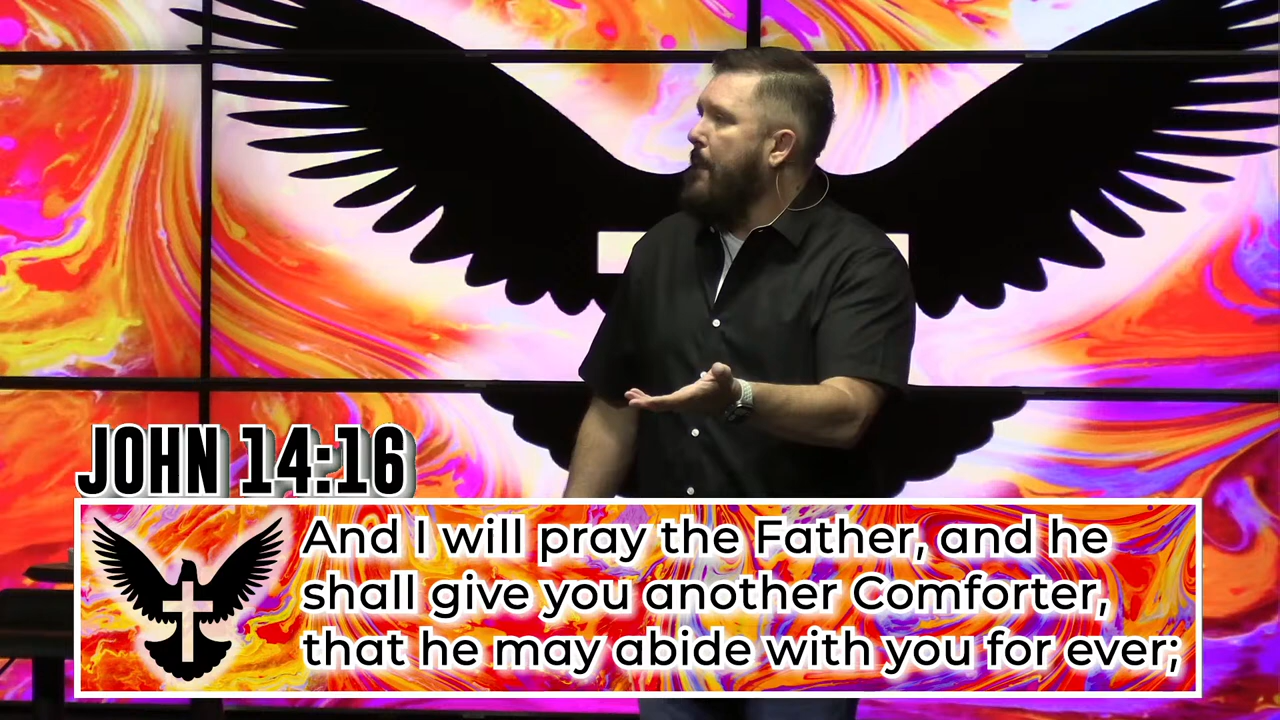 JOHN 14:16
And I will pray the Father, and he
shall give you another Comforter,
that he may abide with you for ever;